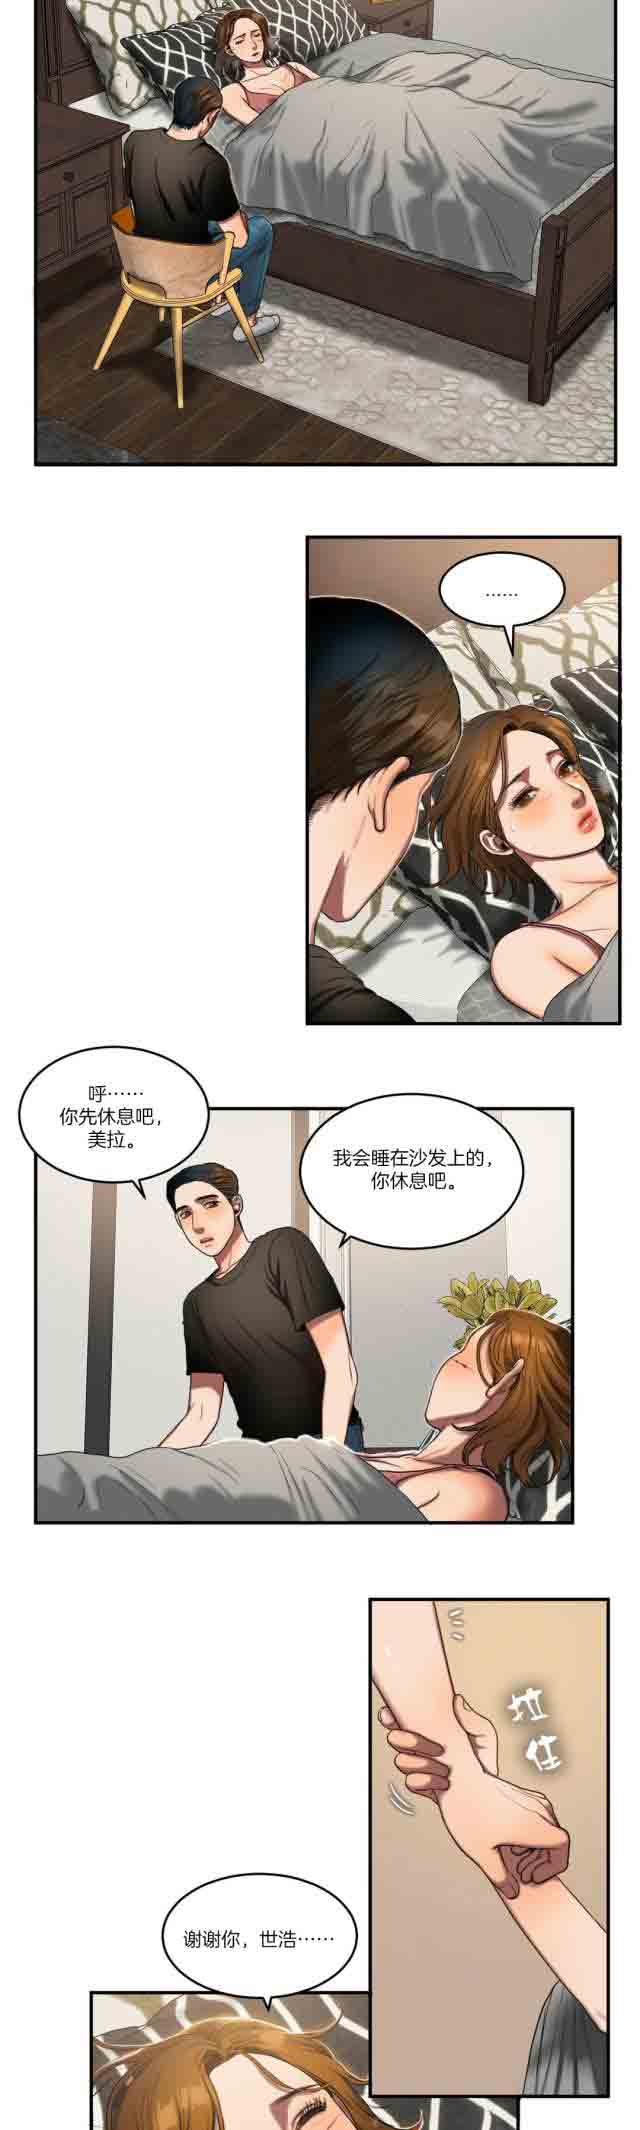 ……
呼……
你先休息吧，
美拉。
我会睡在沙发上的，
你休息吧。
拉
住
谢谢你，世浩……